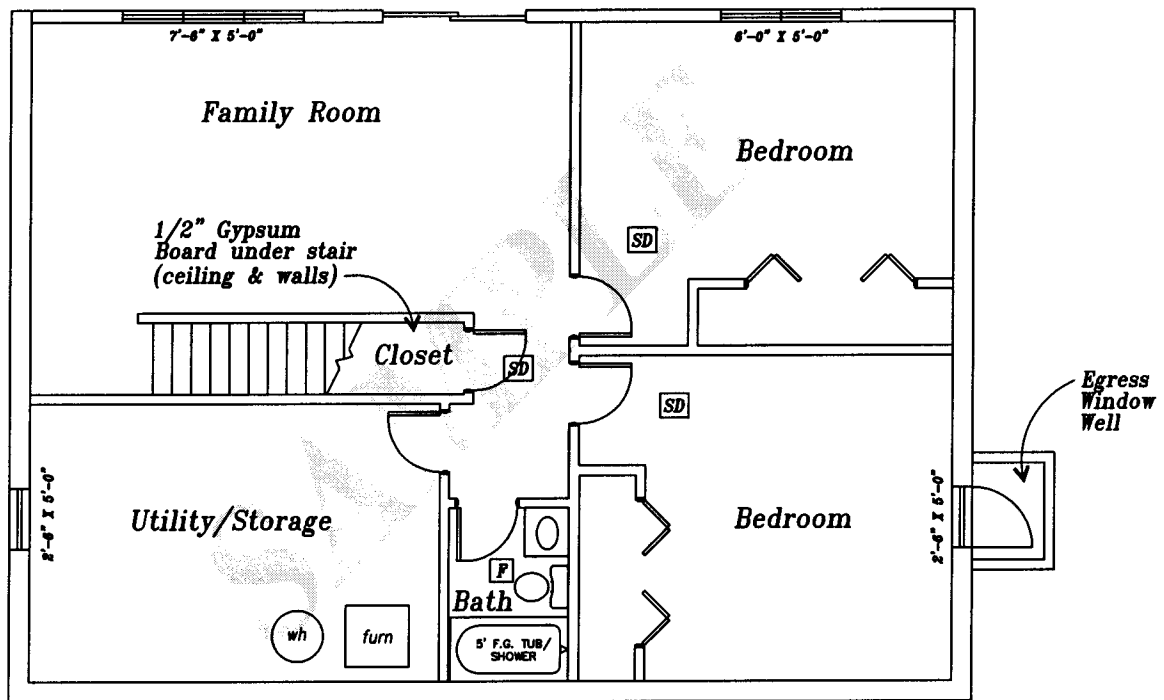 7'-6" X 5'-0"
6'-0" X 5'-0"
Family Room
Bedroom
1/2" Gypsum
Board under stair
(ceiling & walls)
SD
Closet
SD
SD
Egress
Window
Well
2'-6" X 5'-0"
Utility/Storage
Bedroom
2'-6" X 5'-0"
F
Bath
wh
furn
5' F.G. TUB/
SHOWER
SAMPLE